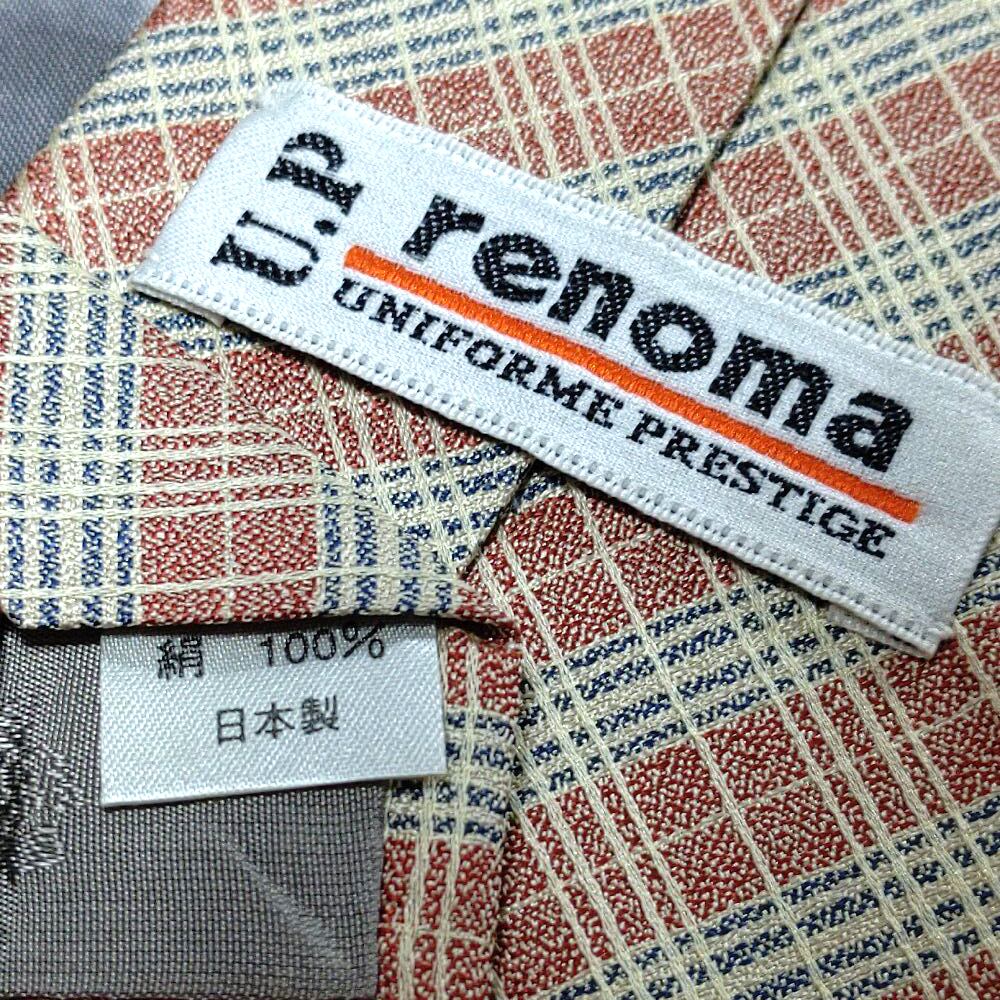 U.P
renoma
UNIFORME PRESTIGE
絹 100%
日本製